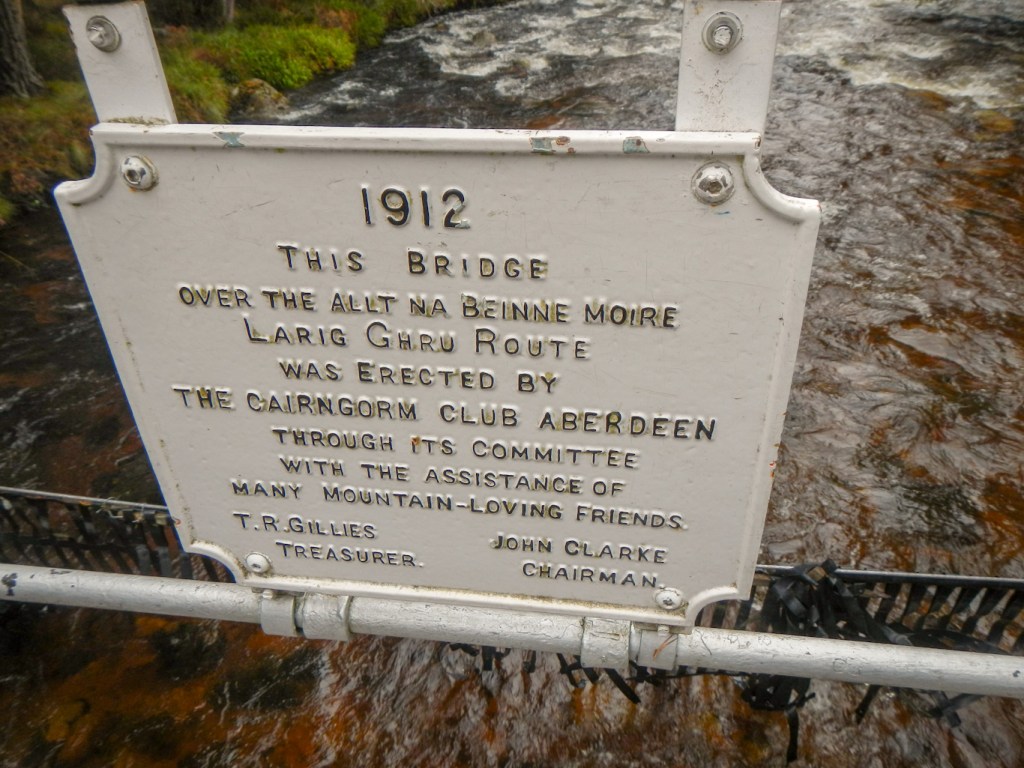 1912
THIS BRIDGE
OVER THE ALLT NA BEINNE MOIRE
LARIG GHRU ROUTE
WAS ERECTED BY
THE CAIRNGORM CLUB ABERDEEN
THROUGH ITS COMMITTEE
WITH THE ASSISTANCE OF
MANY MOUNTAIN-LOVING FRIENDS.
T.R.GILLIES JOHN CLARKE
TREASURER. CHAIRMAN.